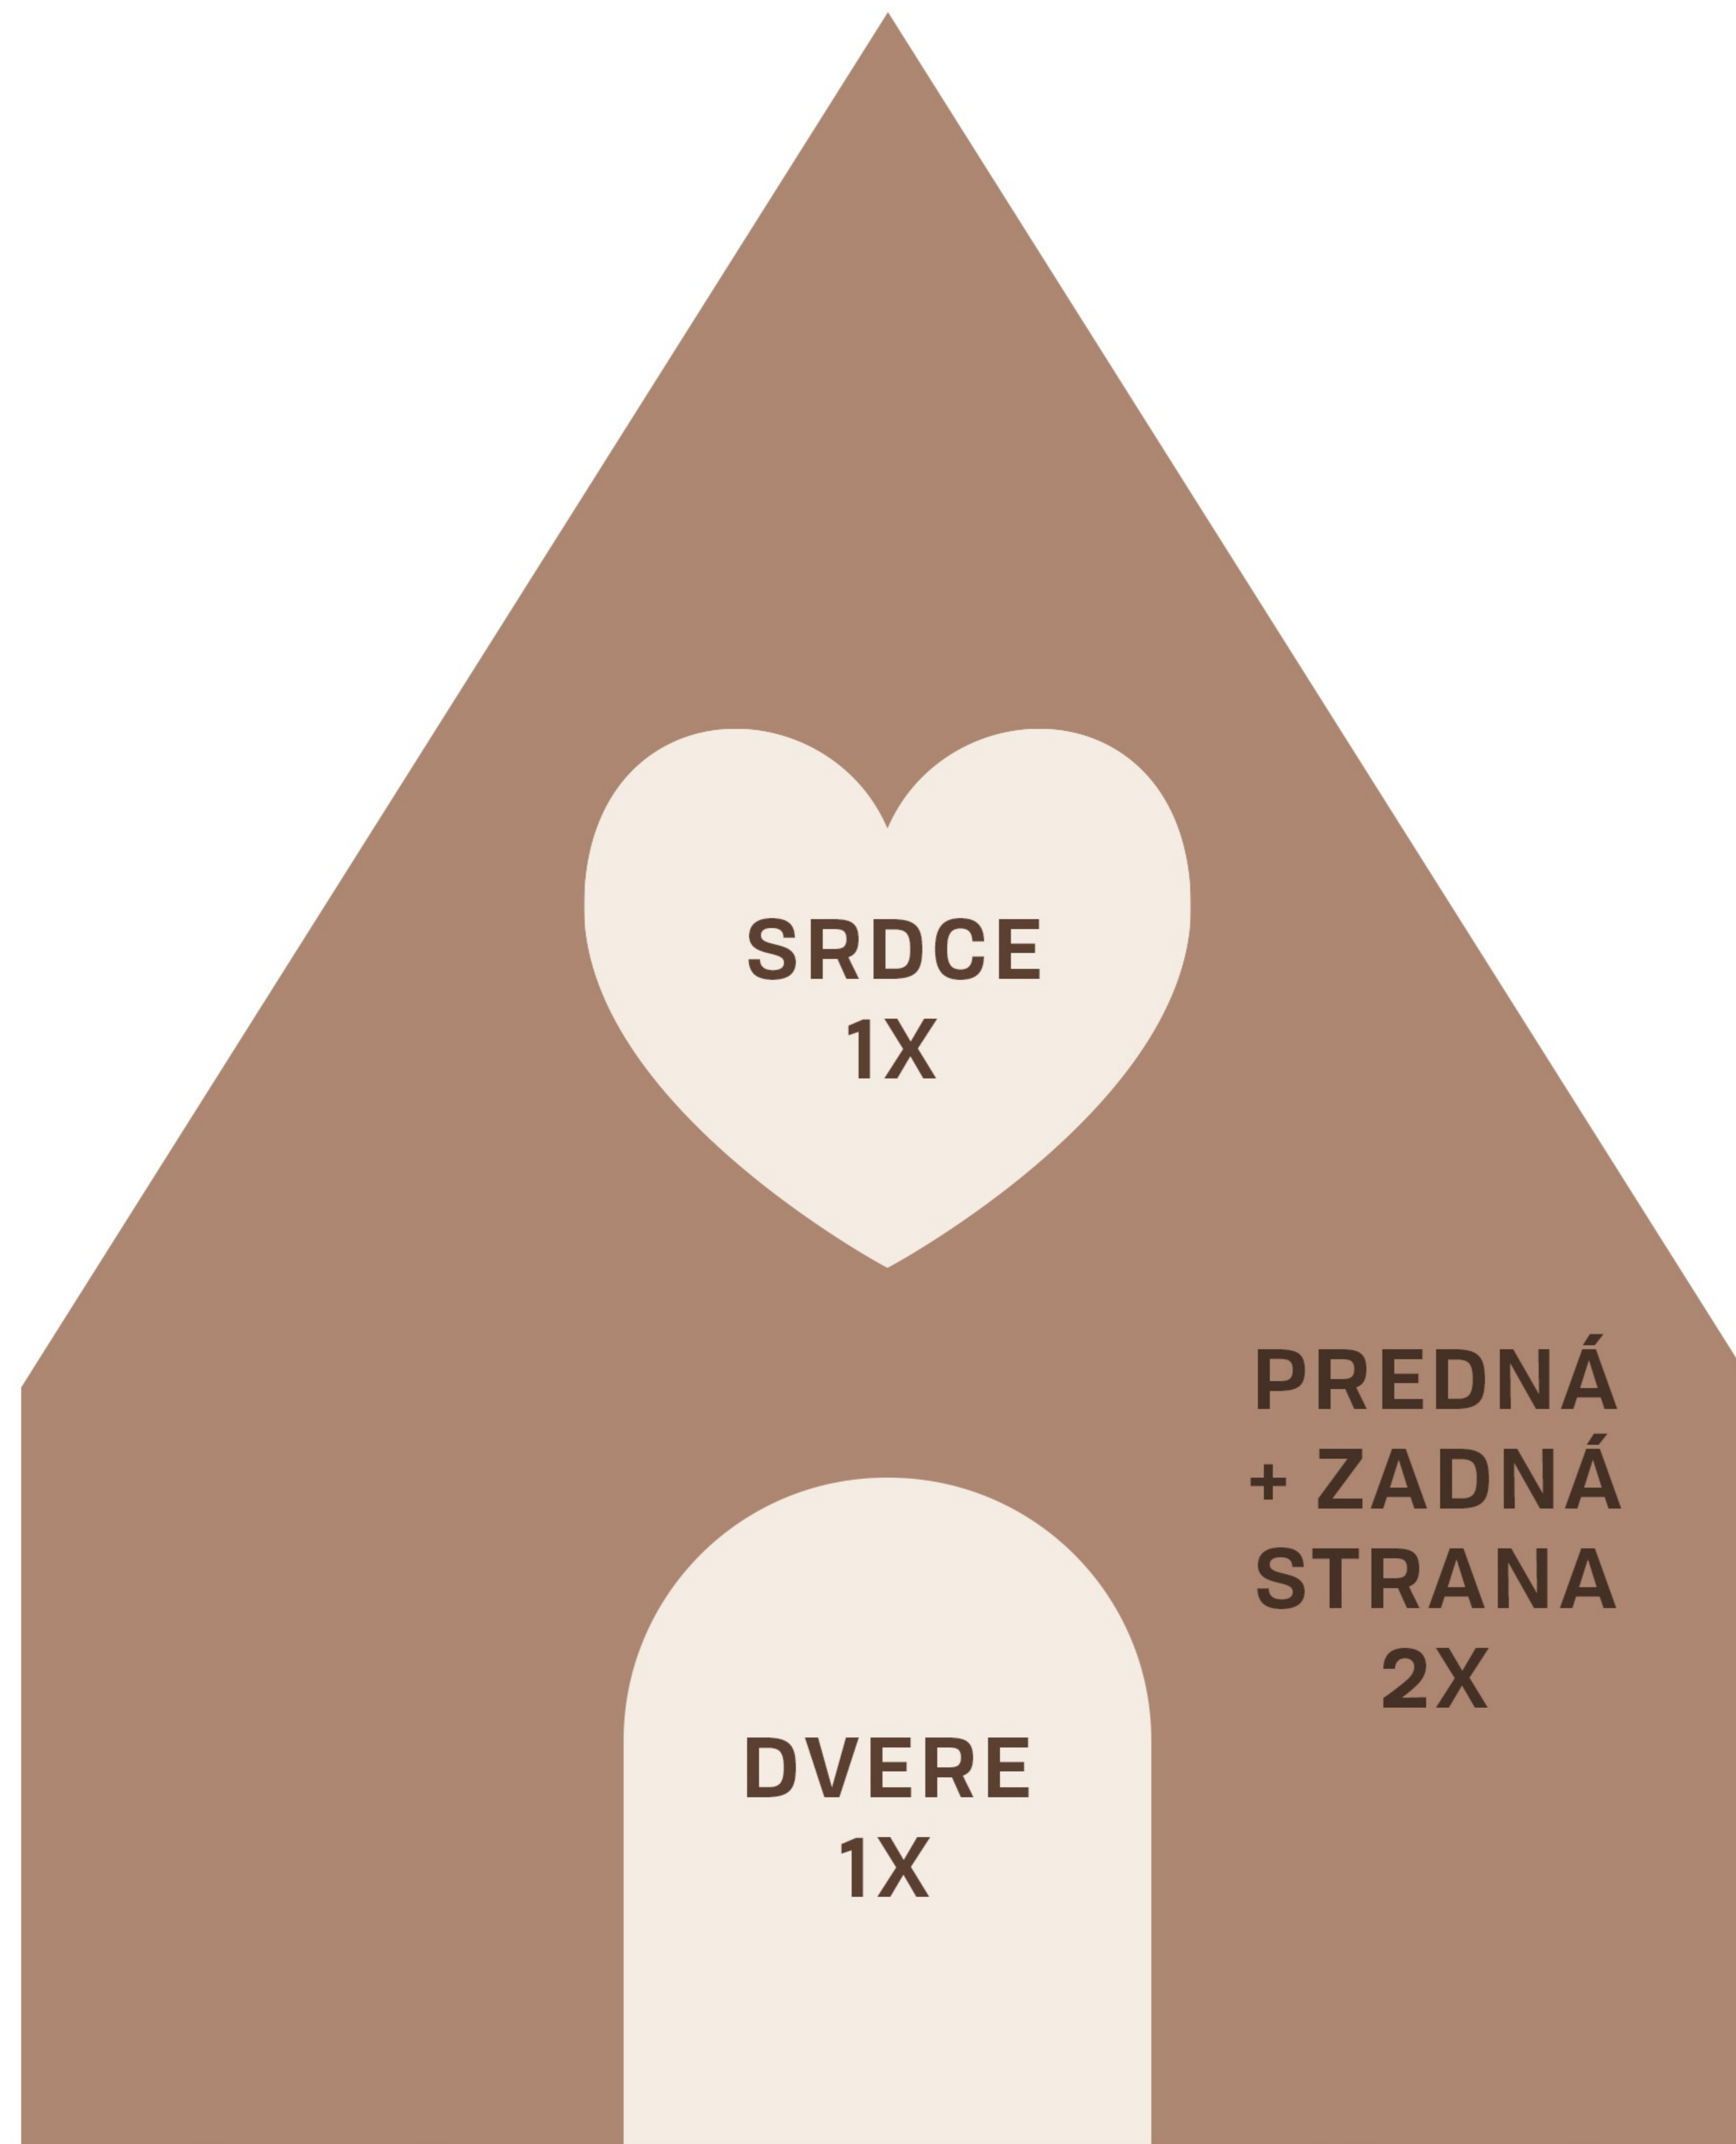 SRDCE
1X
PREDNÁ
+ ZADNÁ
STRANA
2X
DVERE
1X